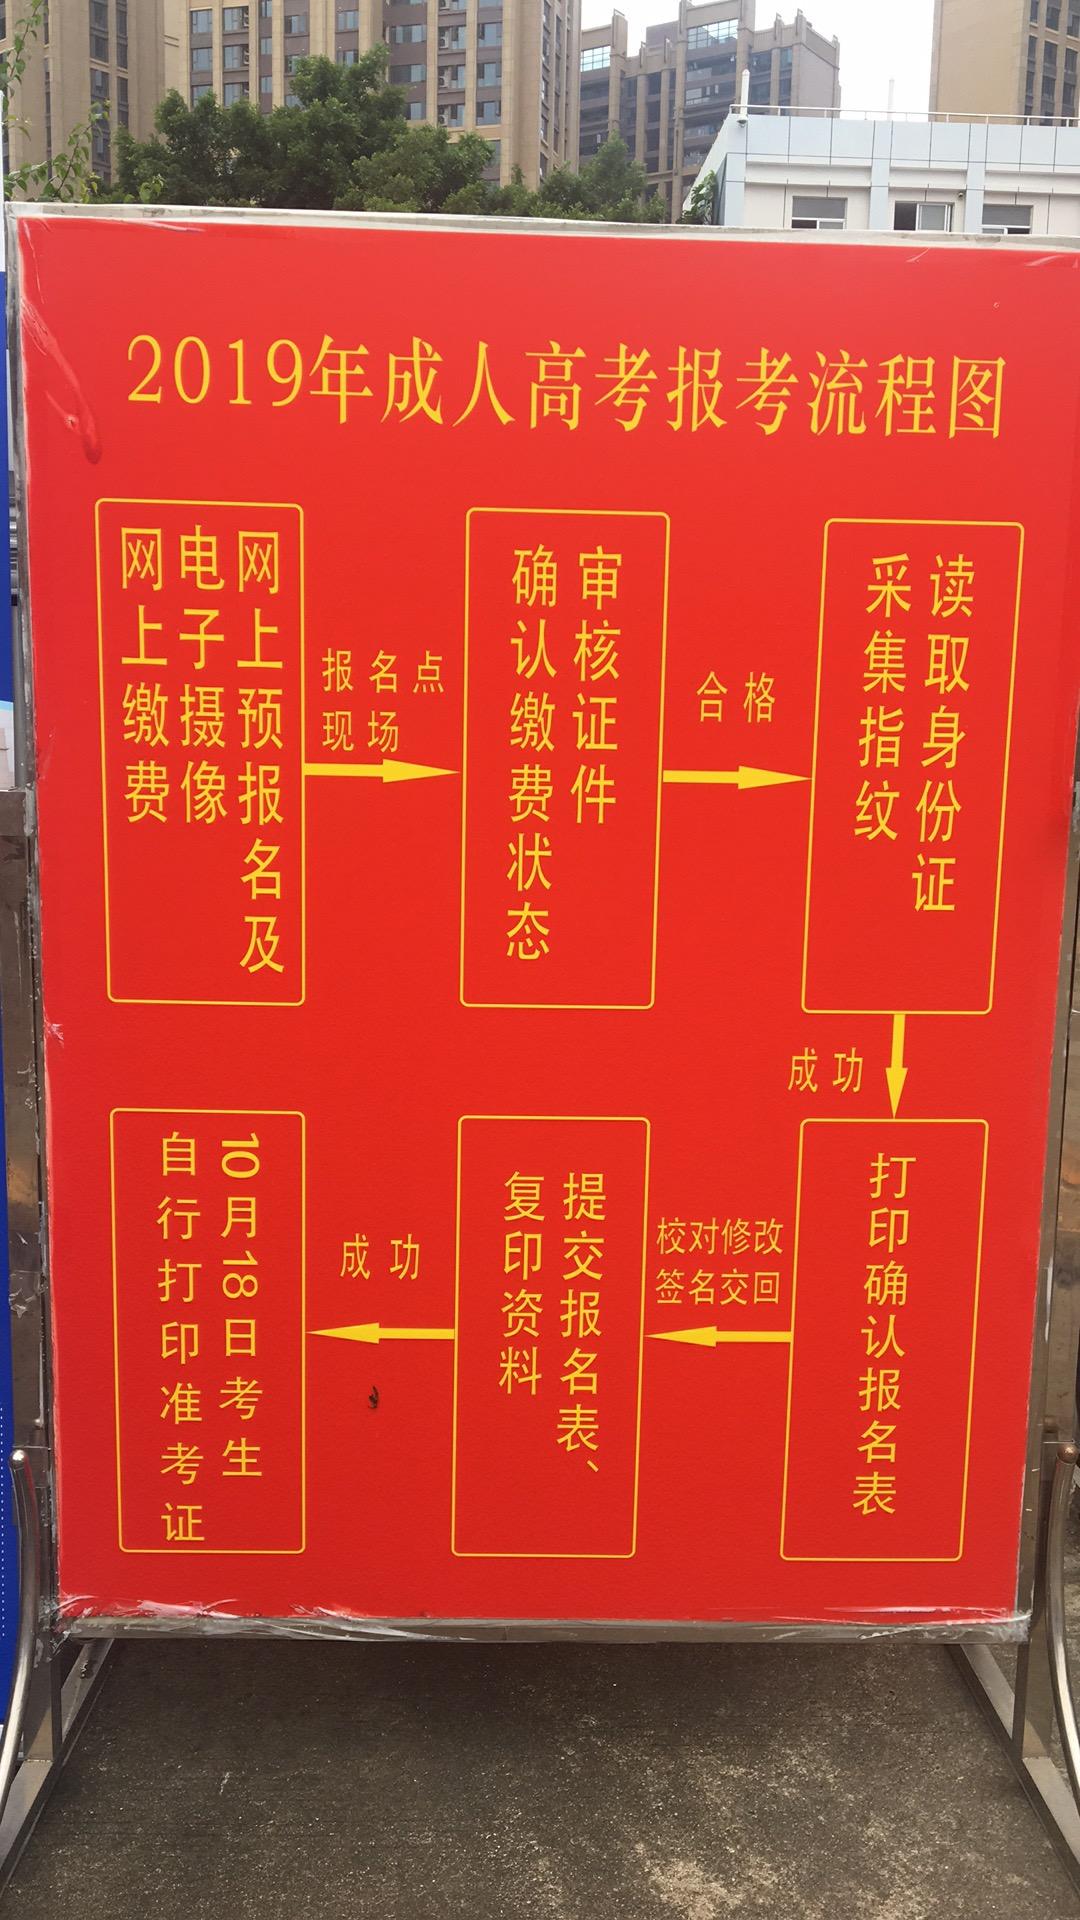 2019年成人高考报考流程图
网上预报名及
电子摄像
网上缴费
报名点
现场
审核证件
确认缴费状态
合格
读取身份证
采集指纹
成功
打印确认报名表
校对修改
签名交回
提交报名表、
复印资料
成功
10月18日考生
自行打印准考证